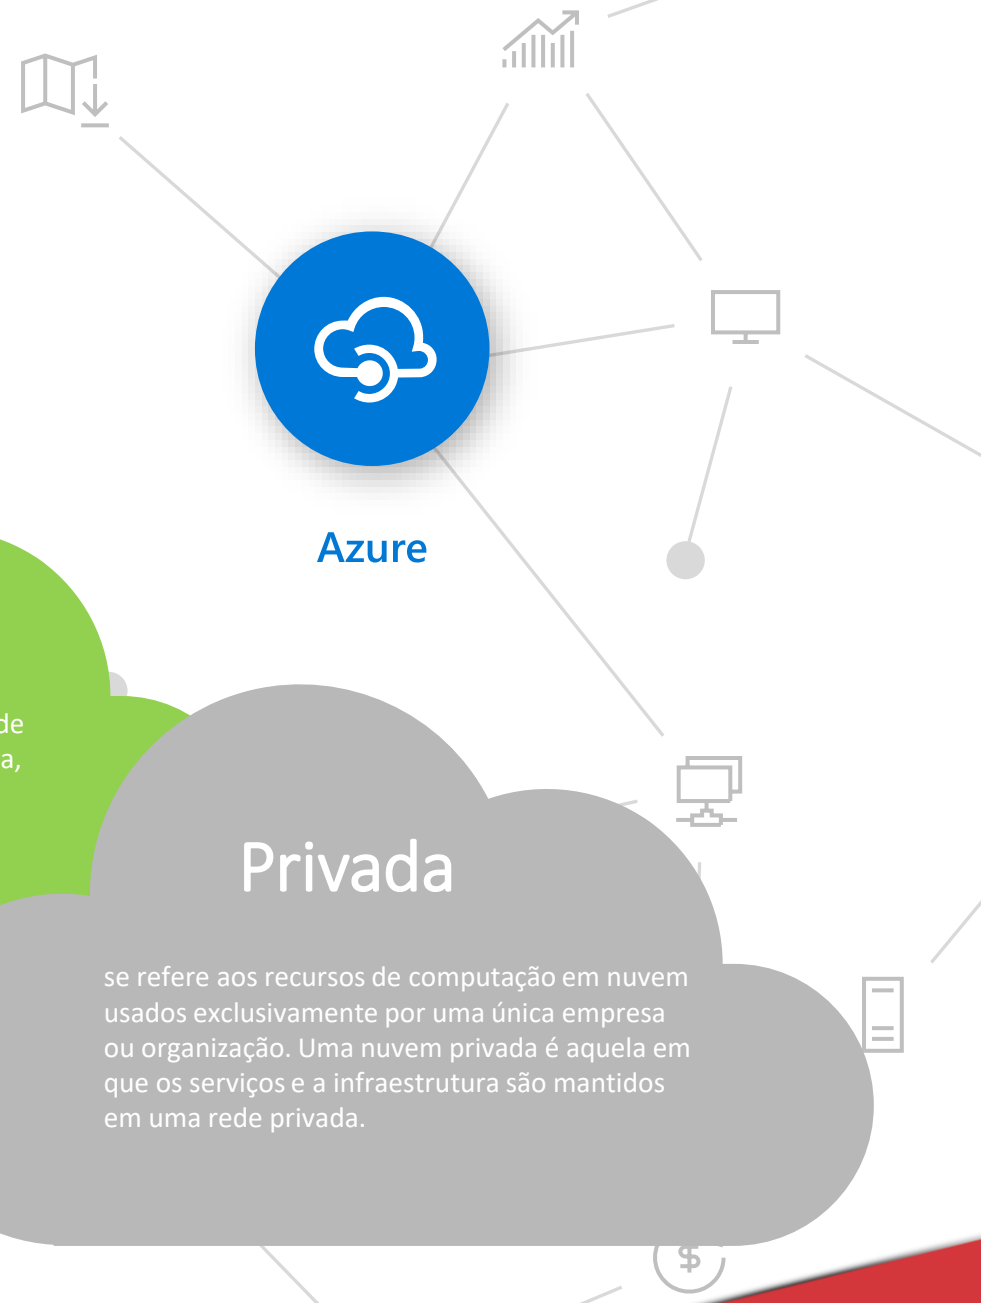 Azure
de
a,
Privada
se refere aos recursos de computação em nuvem
usados exclusivamente por uma única empresa
ou organização. Uma nuvem privada é aquela em
que os serviços e a infraestrutura são mantidos
em uma rede privada.
$